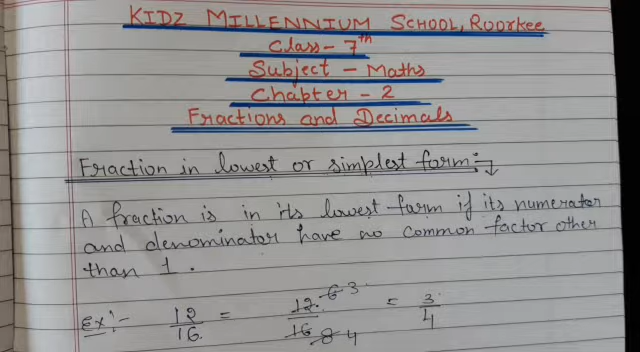 KIDZ MILLENNIUM SCHOOL, ROORKEE
Class - 7th
Subject - Maths
Chapter - 2
Fractions and Decimals
Fraction in lowest or simplest form:-
A fraction is in its lowest form if its numerator
and denominator have no common factor other
than 1.
Ex:- 12/16 = 12 6 3/16 8 4 = 3/4